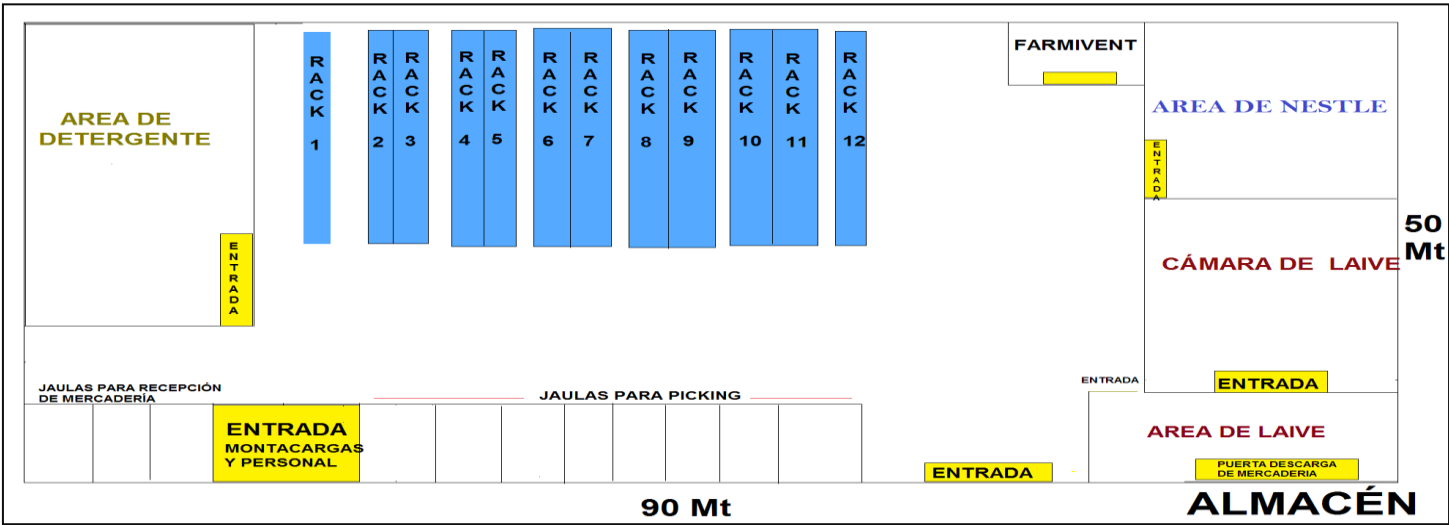 AREA DE
DETERGENTE
ENTRADA
RACK 1
RACK 2
RACK 3
RACK 4
RACK 5
RACK 6
RACK 7
RACK 8
RACK 9
RACK 10
RACK 11
RACK 12
FARMIVENT
AREA DE NESTLE
ENTRADA
50
Mt
CÁMARA DE LAIVE
JAULAS PARA RECEPCIÓN
DE MERCADERÍA
JAULAS PARA PICKING
ENTRADA
ENTRADA
ENTRADA
MONTACARGAS
Y PERSONAL
AREA DE LAIVE
ENTRADA
PUERTA DESCARGA
DE MERCADERIA
90 Mt
ALMACÉN